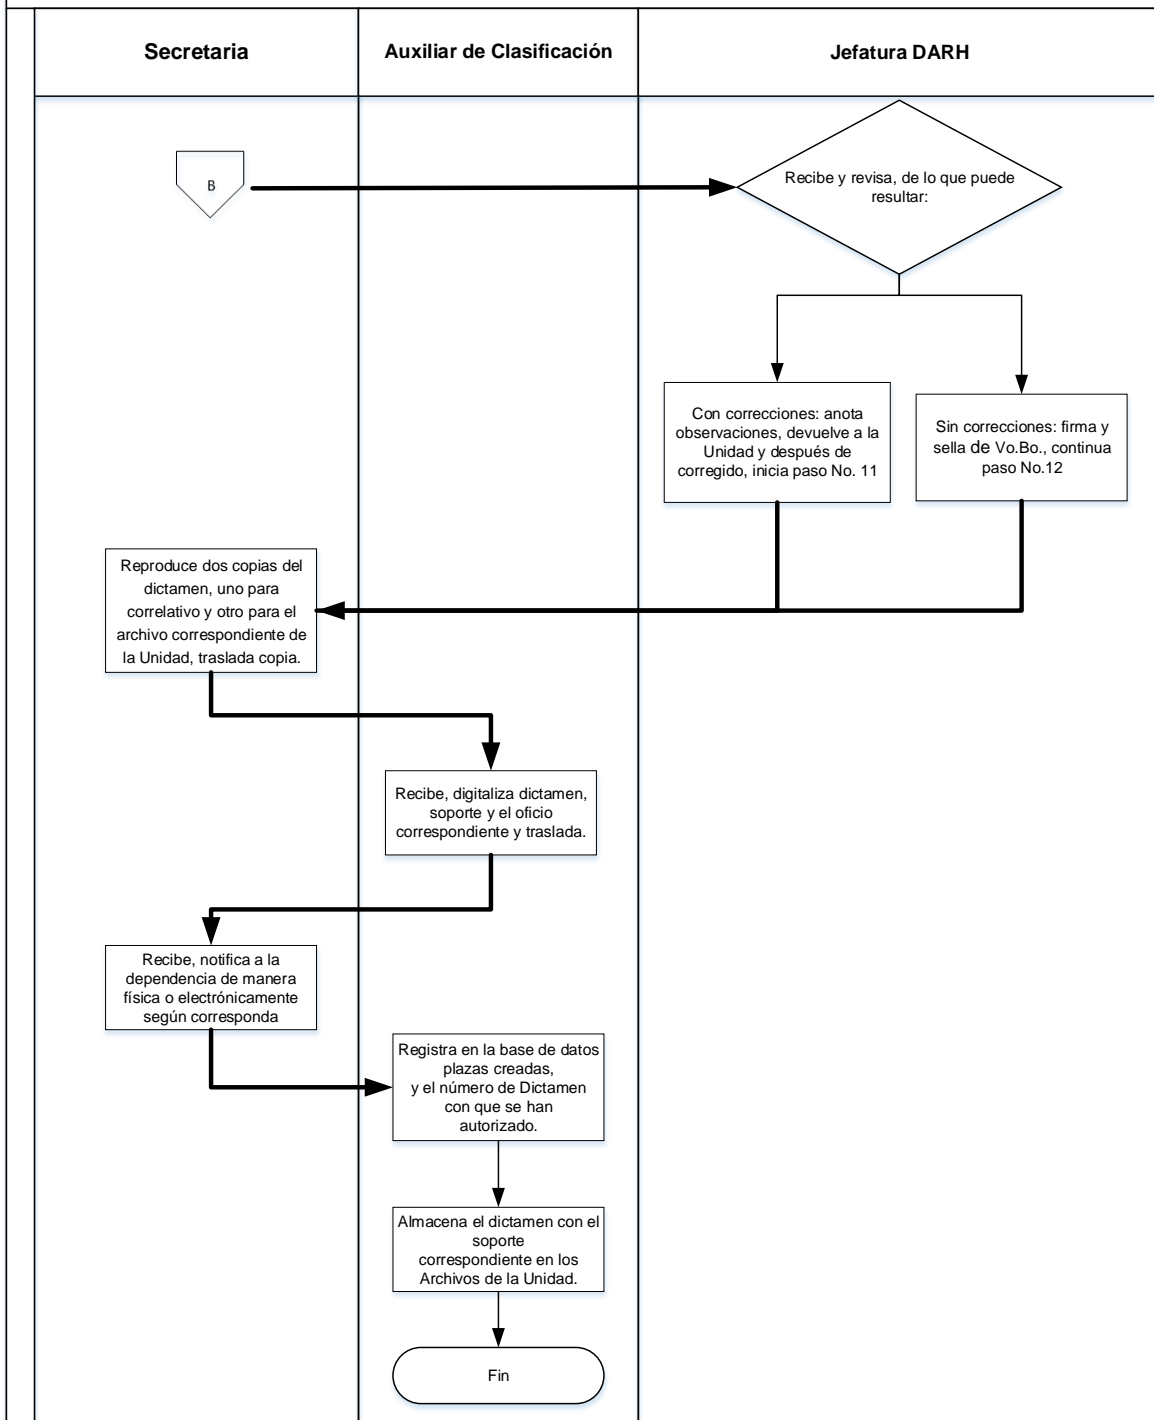 Secretaria
Auxiliar de Clasificación
Jefatura DARH
B
Recibe y revisa, de lo que puede
resultar:
Con correcciones: anota
observaciones, devuelve a la
Unidad y después de
corregido, inicia paso No. 11
Sin correcciones: firma y
sella de Vo.Bo., continua
paso No.12
Reproduce dos copias del
dictamen, uno para
correlativo y otro para el
archivo correspondiente de
la Unidad, traslada copia.
Recibe, digitaliza dictamen,
soporte y el oficio
correspondiente y traslada.
Recibe, notifica a la
dependencia de manera
física o electrónicamente
según corresponda
Registra en la base de datos
plazas creadas,
y el número de Dictamen
con que se han
autorizado.
Almacena el dictamen con el
soporte
correspondiente en los
Archivos de la Unidad.
Fin